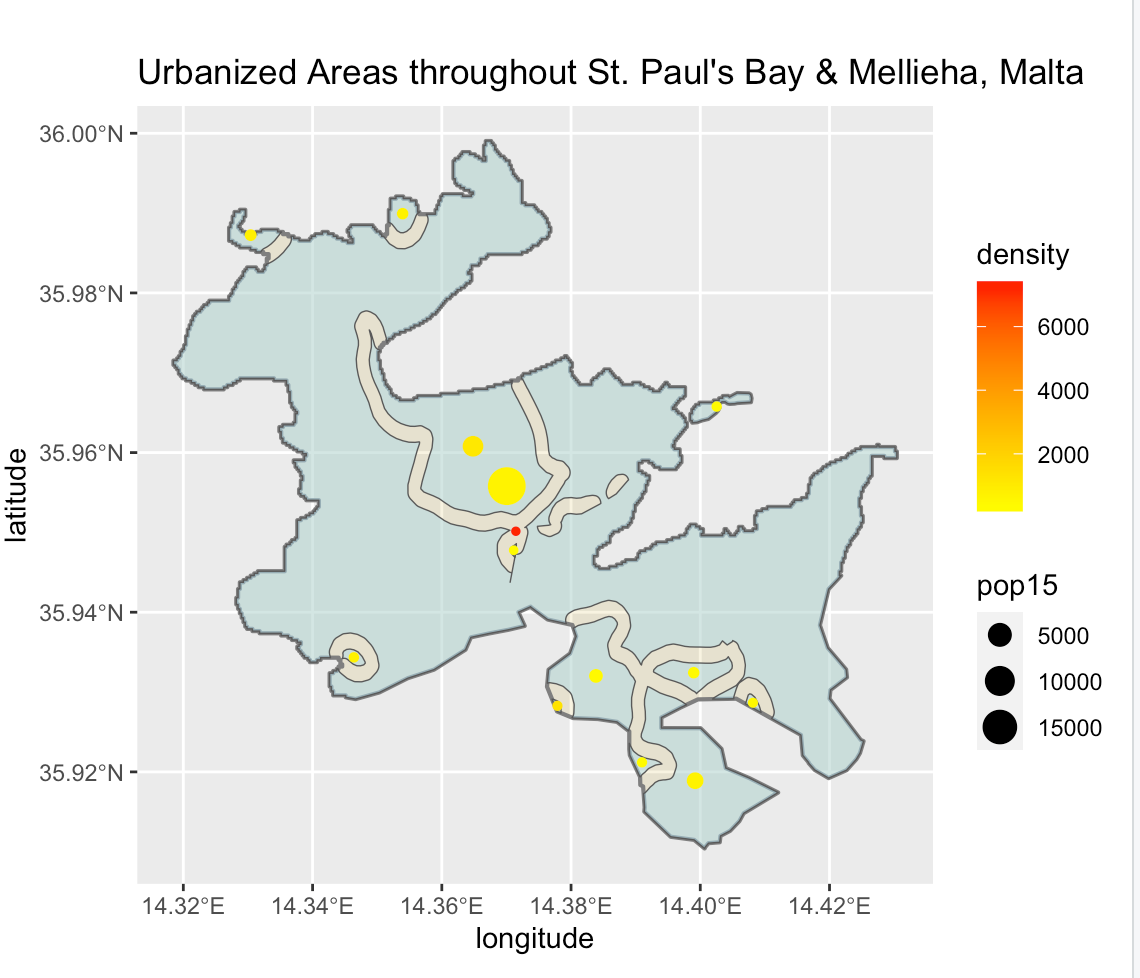 Urbanized Areas throughout St. Paul's Bay & Mellieha, Malta
36.00°N
35.98°N
35.96°N
35.94°N
35.92°N
latitude
14.32°E 14.34°E 14.36°E 14.38°E 14.40°E 14.42°E
longitude
density
6000
4000
2000
pop15
5000
10000
15000